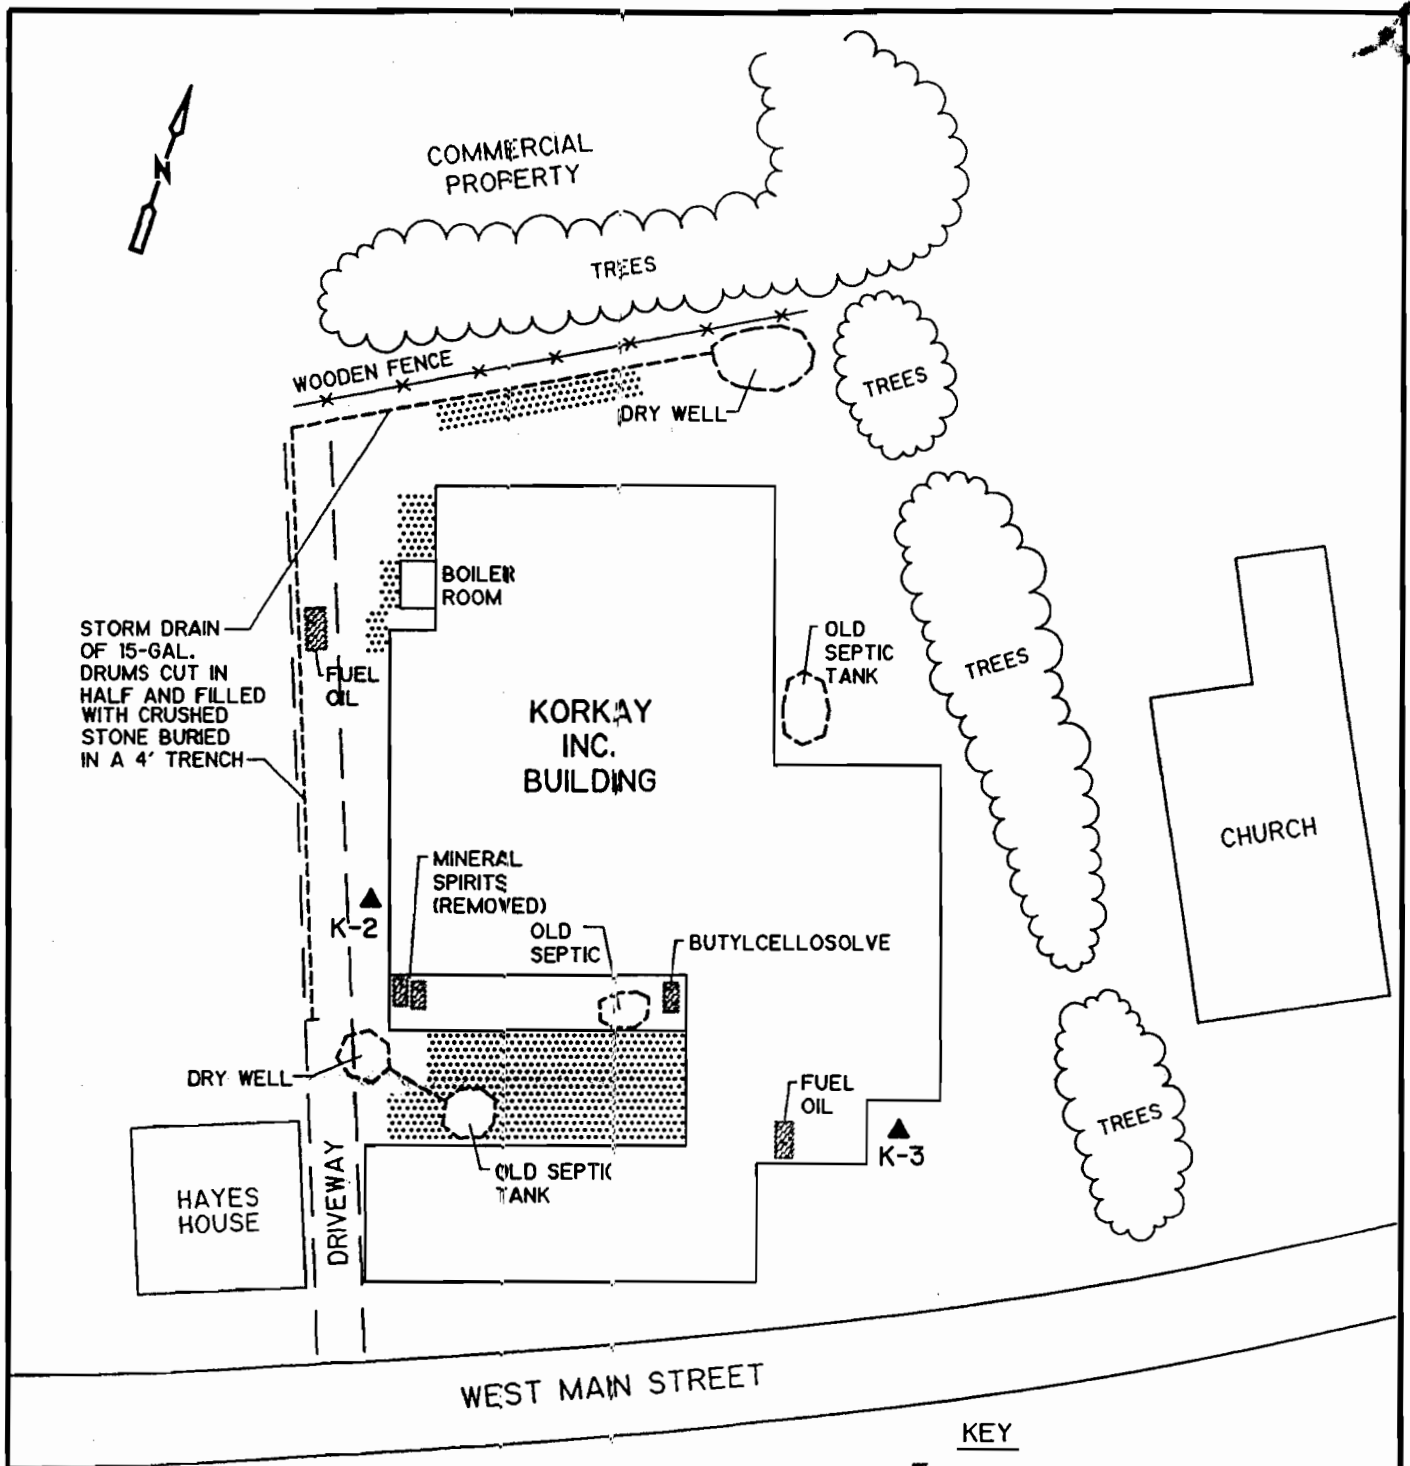 N
COMMERCIAL
PROPERTY
TREES
WOODEN FENCE
DRY WELL
TREES
BOILER
ROOM
STORM DRAIN
OF 15-GAL.
DRUMS CUT IN
HALF AND FILLED
WITH CRUSHED
STONE BURIED
IN A 4' TRENCH
FUEL
OIL
OLD
SEPTIC
TANK
TREES
KORKAY
INC.
BUILDING
CHURCH
MINERAL
SPIRITS
(REMOVED)
K-2
OLD
SEPTIC
BUTYLCELLOSOLVE
DRY WELL
FUEL
OIL
K-3
TREES
OLD SEPTIC
TANK
HAYES
HOUSE
DRIVEWAY
WEST MAIN STREET
KEY